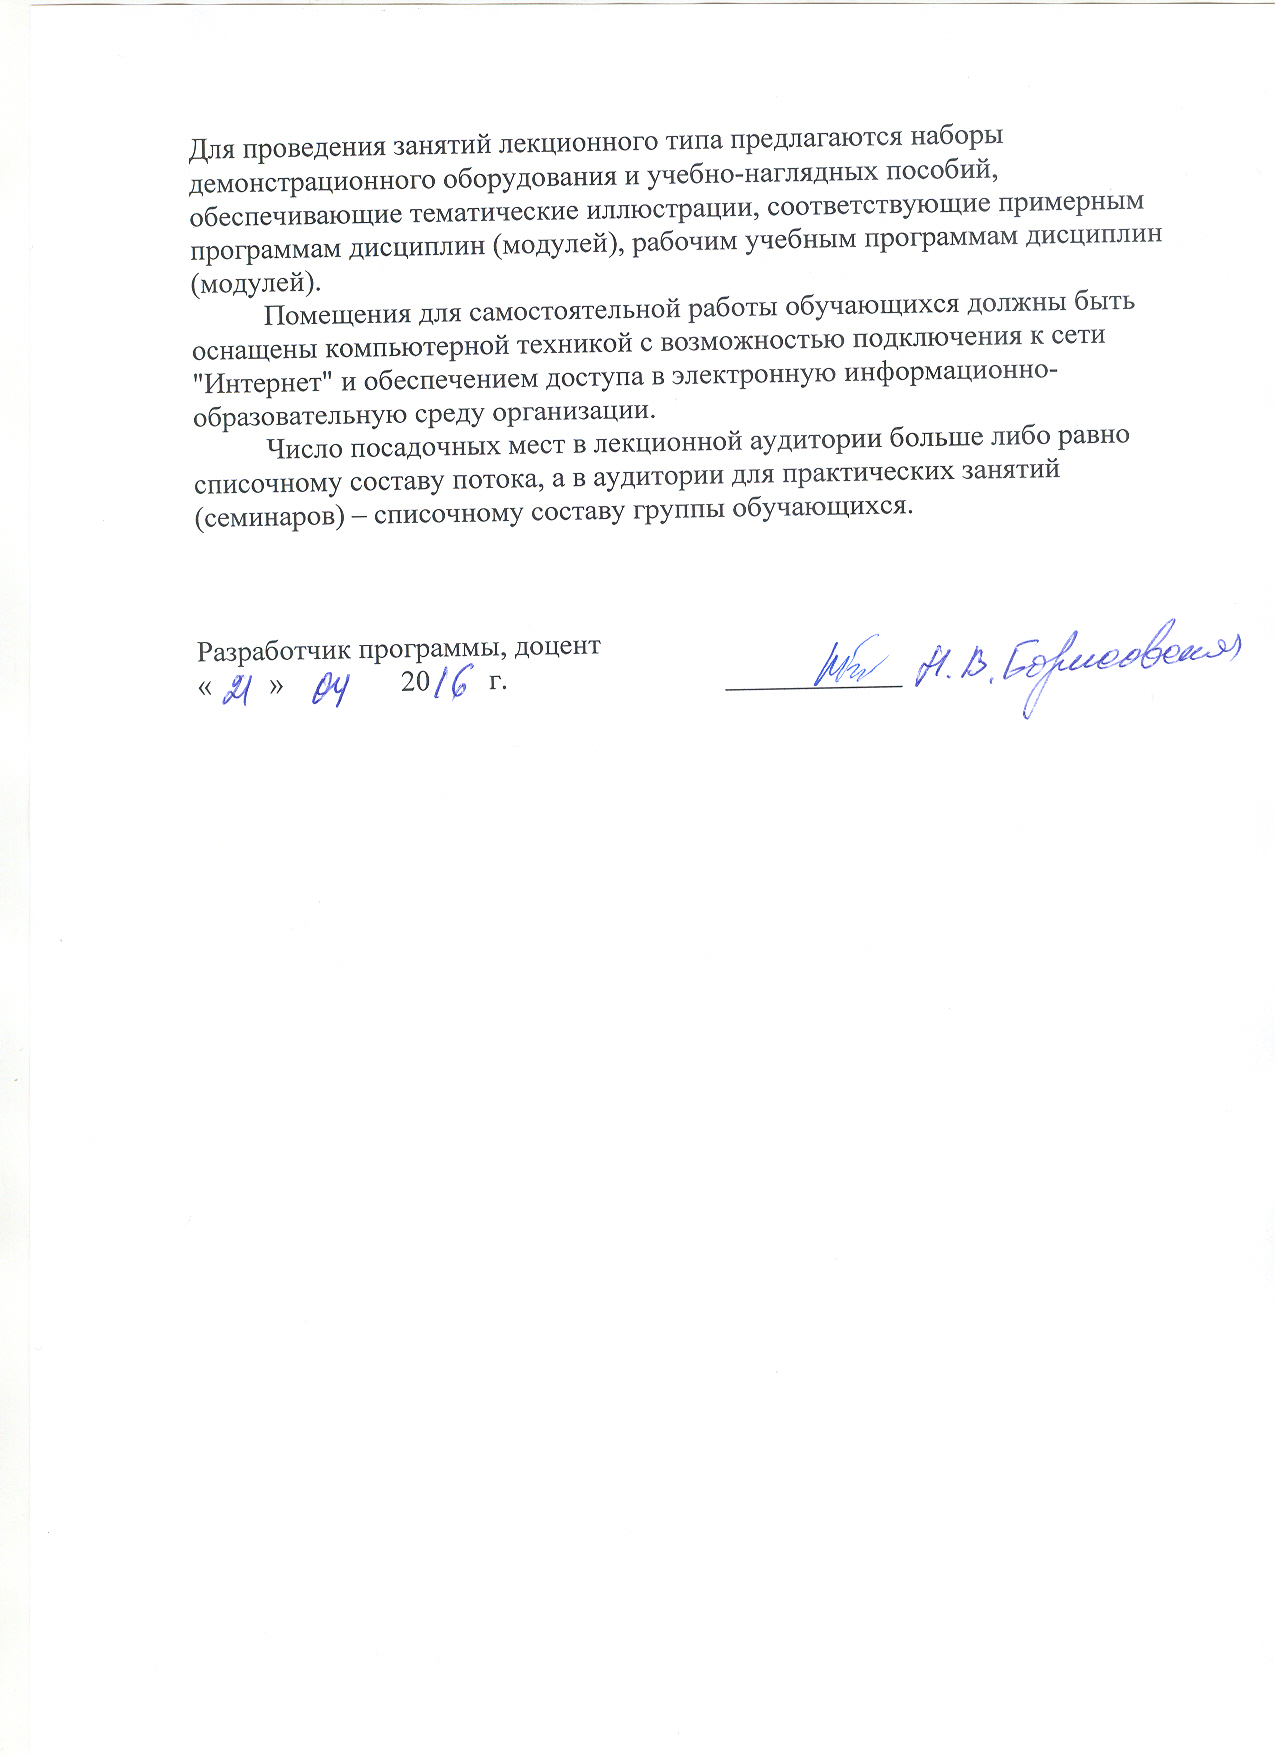 Для проведения занятий лекционного типа предлагаются наборы
демонстрационного оборудования и учебно-наглядных пособий,
обеспечивающие тематические иллюстрации, соответствующие примерным
программам дисциплин (модулей), рабочим учебным программам дисциплин
(модулей).
Помещения для самостоятельной работы обучающихся должны быть
оснащены компьютерной техникой с возможностью подключения к сети
"Интернет" и обеспечением доступа в электронную информационно-
образовательную среду организации.
Число посадочных мест в лекционной аудитории больше либо равно
списочному составу потока, а в аудитории для практических занятий
(семинаров) – списочному составу группы обучающихся.
Разработчик программы, доцент
« 21 » 04 2016 г. Н. В. Борисовская